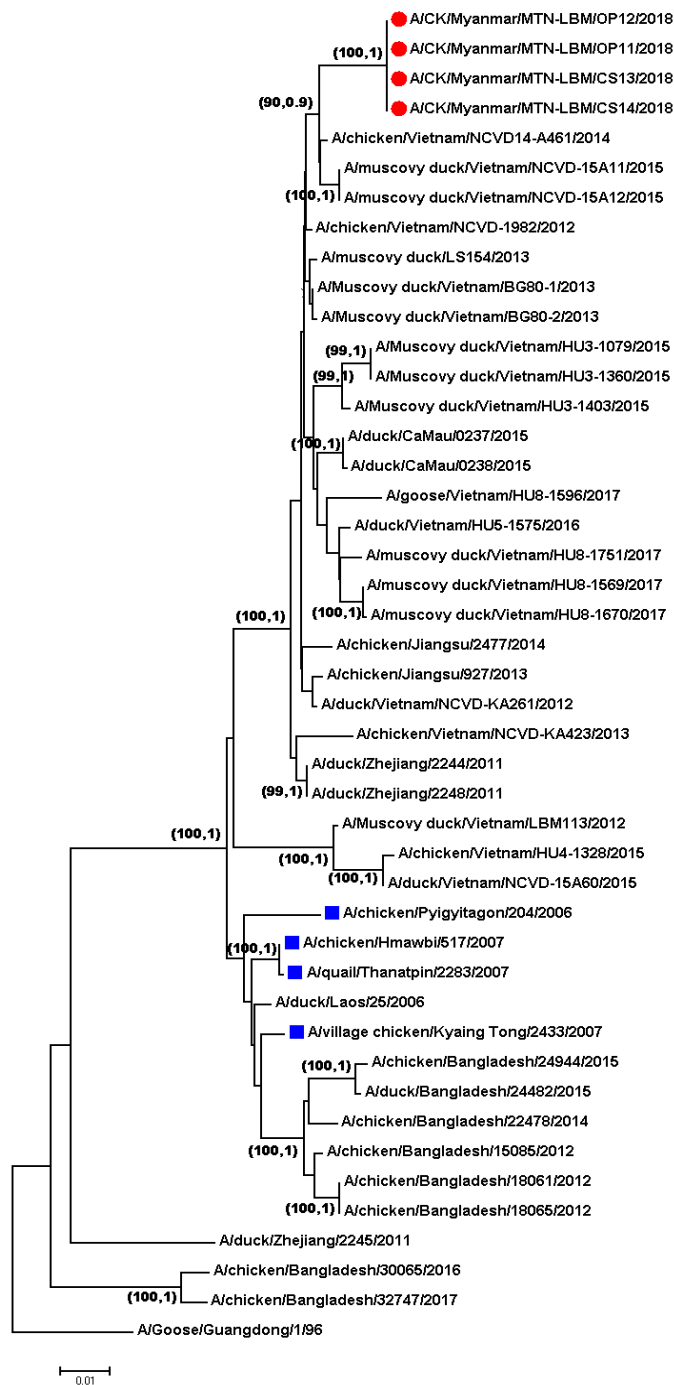 A/CK/Myanmar/MTN-LBM/OP12/2018
(100,1)
A/CK/Myanmar/MTN-LBM/OP11/2018
A/CK/Myanmar/MTN-LBM/CS13/2018
(90,0.9)
A/CK/Myanmar/MTN-LBM/CS14/2018
A/chicken/Vietnam/NCVD14-A461/2014
A/muscovy duck/Vietnam/NCVD-15A11/2015
(100,1)
A/muscovy duck/Vietnam/NCVD-15A12/2015
A/chicken/Vietnam/NCVD-1982/2012
A/muscovy duck/LS154/2013
A/Muscovy duck/Vietnam/BG80-1/2013
A/Muscovy duck/Vietnam/BG80-2/2013
A/Muscovy duck/Vietnam/HU3-1079/2015
(99,1)
(99,1)
A/Muscovy duck/Vietnam/HU3-1360/2015
A/Muscovy duck/Vietnam/HU3-1403/2015
A/duck/CaMau/0237/2015
(100,1)
A/duck/CaMau/0238/2015
A/goose/Vietnam/HU8-1596/2017
A/duck/Vietnam/HU5-1575/2016
A/muscovy duck/Vietnam/HU8-1751/2017
A/muscovy duck/Vietnam/HU8-1569/2017
(100,1)
(100,1)
A/muscovy duck/Vietnam/HU8-1670/2017
A/chicken/Jiangsu/2477/2014
A/chicken/Jiangsu/927/2013
A/duck/Vietnam/NCVD-KA261/2012
A/chicken/Vietnam/NCVD-KA423/2013
A/duck/Zhejiang/2244/2011
(99,1)
A/duck/Zhejiang/2248/2011
A/Muscovy duck/Vietnam/LBM113/2012
(100,1)
A/chicken/Vietnam/HU4-1328/2015
(100,1)
(100,1)
A/duck/Vietnam/NCVD-15A60/2015
A/chicken/Pyigyitagon/204/2006
A/chicken/Hmawbi/517/2007
(100,1)
A/quail/Thanatpin/2283/2007
A/duck/Laos/25/2006
A/village chicken/Kyaing Tong/2433/2007
A/chicken/Bangladesh/24944/2015
(100,1)
A/duck/Bangladesh/24482/2015
A/chicken/Bangladesh/22478/2014
(100,1)
A/chicken/Bangladesh/15085/2012
A/chicken/Bangladesh/18061/2012
(100,1)
A/chicken/Bangladesh/18065/2012
A/duck/Zhejiang/2245/2011
A/chicken/Bangladesh/30065/2016
(100,1)
A/chicken/Bangladesh/32747/2017
A/Goose/Guangdong/1/96
0.01